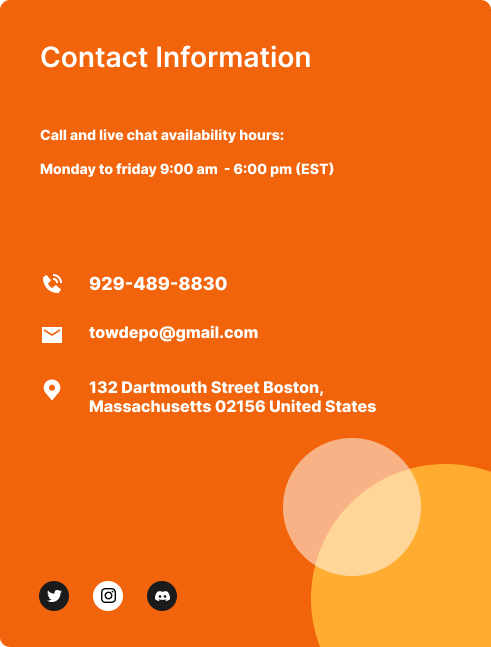 Contact Information
Call and live chat availability hours:
Monday to friday 9:00 am - 6:00 pm (EST)
929-489-8830
towdepo@gmail.com
132 Dartmouth Street Boston,
Massachusetts 02156 United States